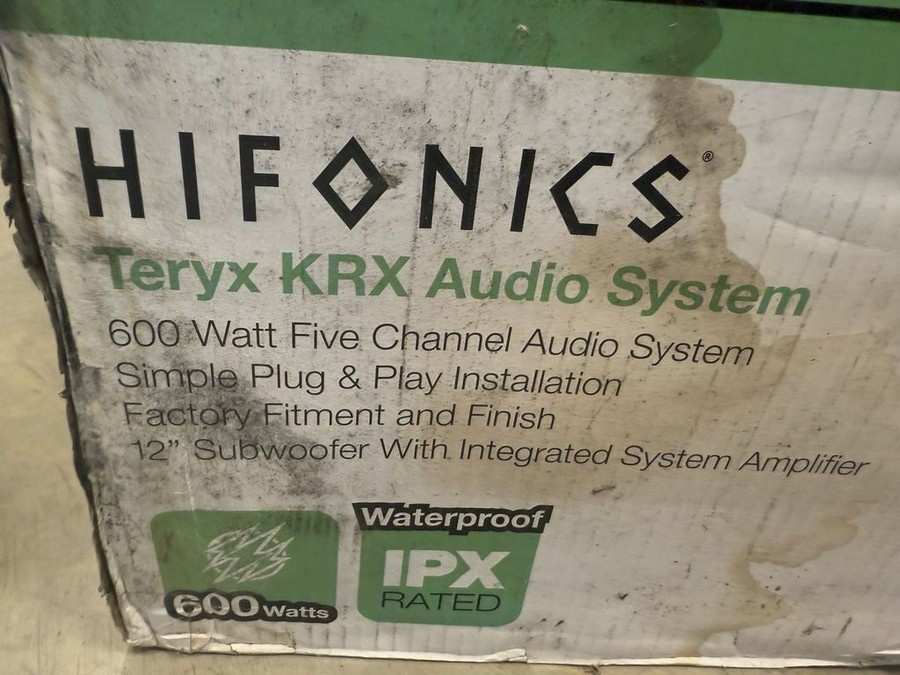 HIFONICS®
Teryx KRX Audio System
600 Watt Five Channel Audio System
Simple Plug & Play Installation
Factory Fitment and Finish
12” Subwoofer With Integrated System Amplifier
600 Watts
Waterproof
IPX
RATED